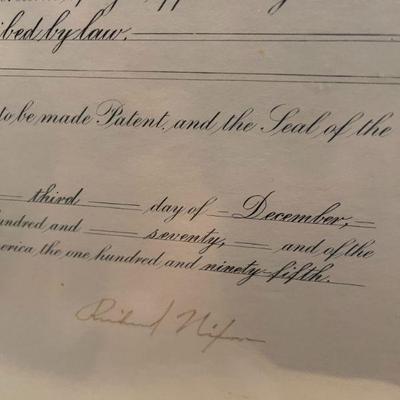 ibed by law.
to be made Patent, and the Seal of the
third day of December,
hundred and seventy, and of the
erica the one hundred and ninety-fifth.
Richard Nixon